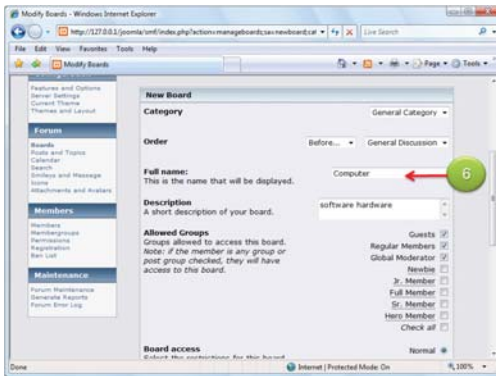 Modify Boards - Windows Internet Explorer
http://127.0.0.1/joomla/smf/index.php?action=manageboards;sa=newboard;cat
Live Search
File Edit View Favorites Tools Help
Modify Boards
Page
Tools
Features and Options
Server Settings
Current Theme
Themes and Layout
Forum
Boards
Posts and Topics
Calendar
Search
Smileys and Message
Icons
Attachments and Avatars
Members
Members
Membergroups
Permissions
Registration
Ban List
Maintenance
Forum Maintenance
Generate Reports
Forum Error Log
New Board
Category
General Category
Order
Before...
General Discussion
Full name:
This is the name that will be displayed.
Computer
6
Description
A short description of your board.
software hardware
Allowed Groups
Groups allowed to access this board.
Note: if the member is any group or
post group checked, they will have
access to this board.
Guests
Regular Members
Global Moderator
Newbie
Jr. Member
Full Member
Sr. Member
Hero Member
Check all
Board access
Select the restrictions for this board
Normal
Done
Internet | Protected Mode: On
100%